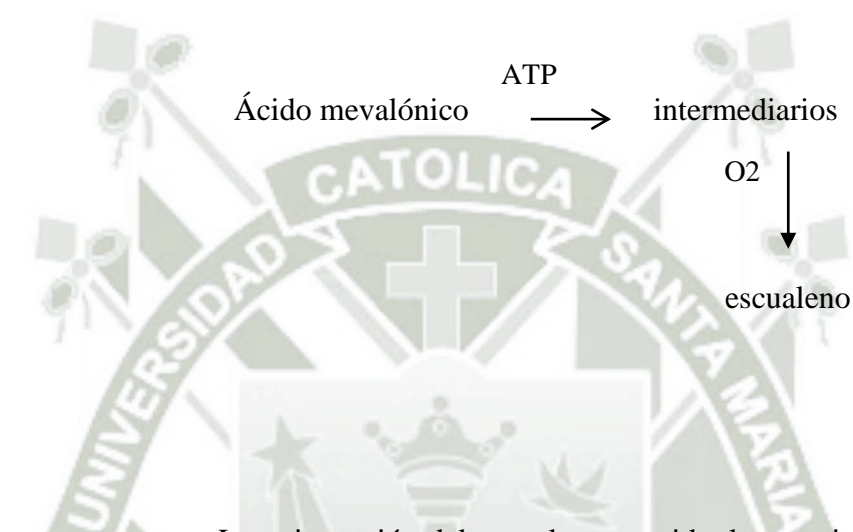 ATP
Ácido mevalónico intermediarios
O2
escualeno
UNIVERSIDAD CATOLICA SANTA MARIA